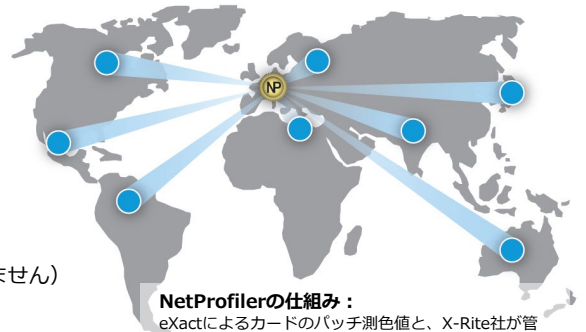 NP
ません）
NetProfilerの仕組み：
eXactによるカードのパッチ測色値と、X-Rite社が管